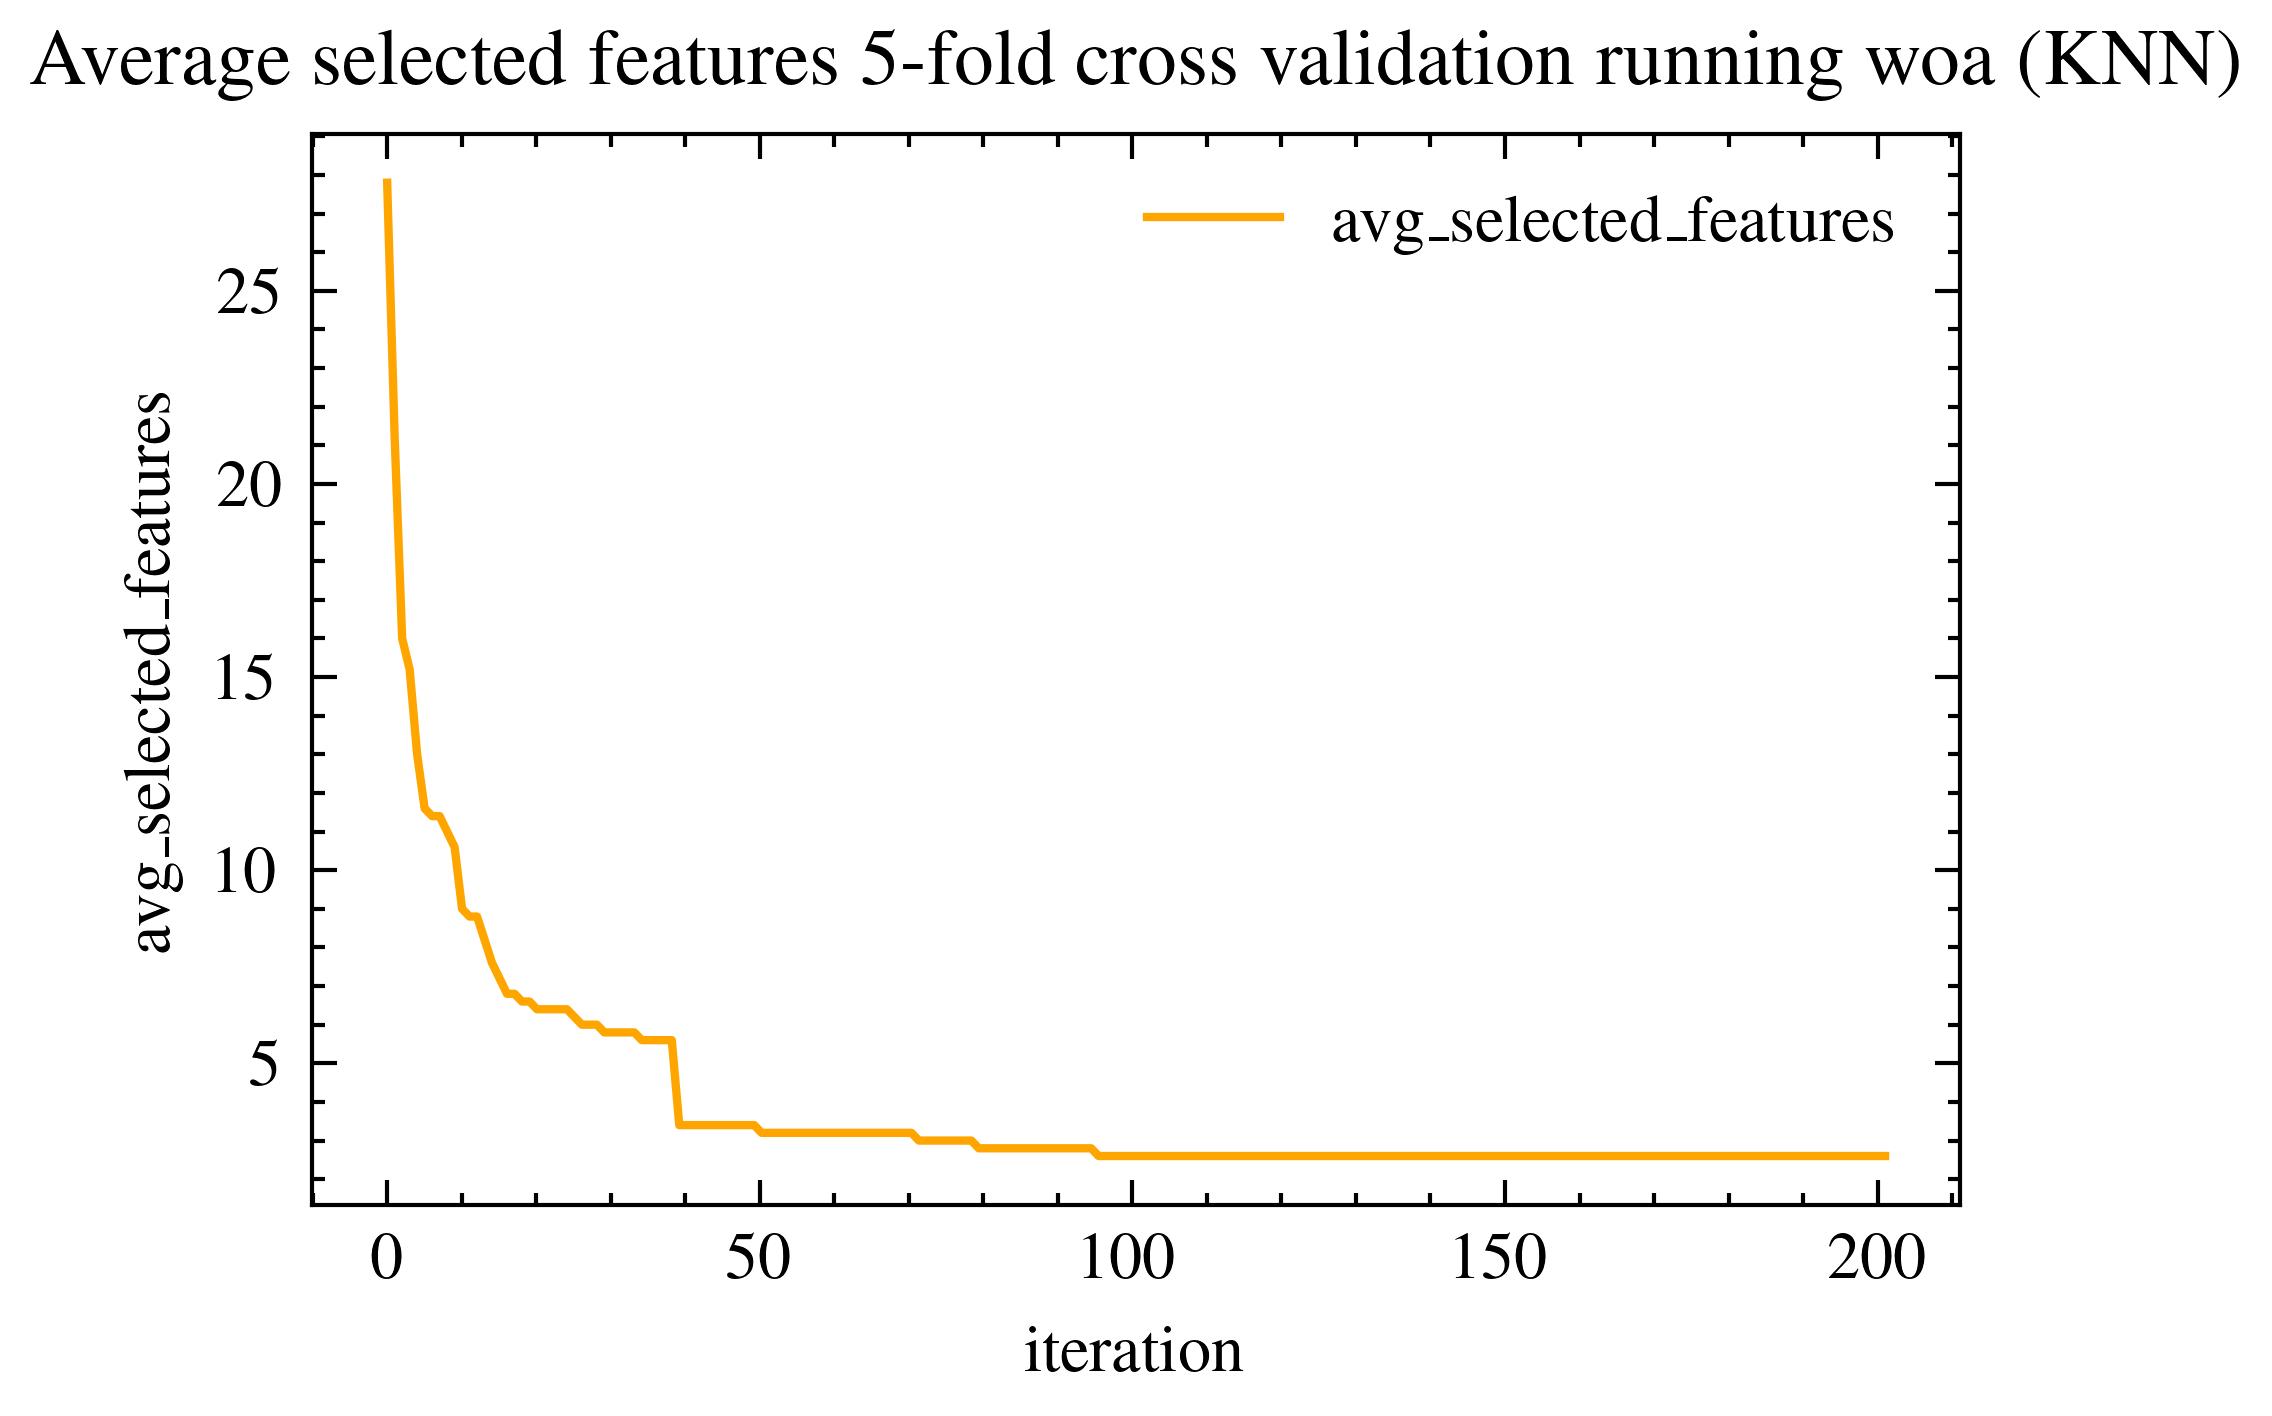 Average selected features 5-fold cross validation running woa (KNN)
avg_selected_features
avg_selected_features
25
20
15
10
5
0 50 100 150 200
iteration